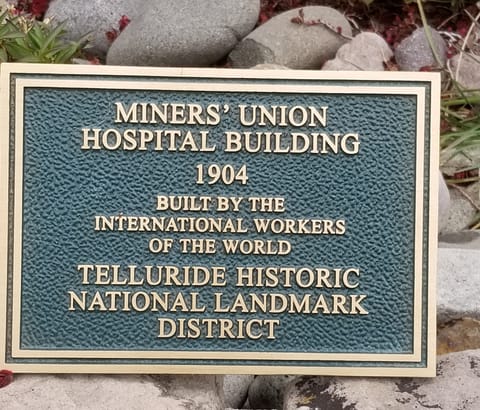 MINERS' UNION
HOSPITAL BUILDING
1904
BUILT BY THE
INTERNATIONAL WORKERS
OF THE WORLD
TELLURIDE HISTORIC
NATIONAL LANDMARK
DISTRICT